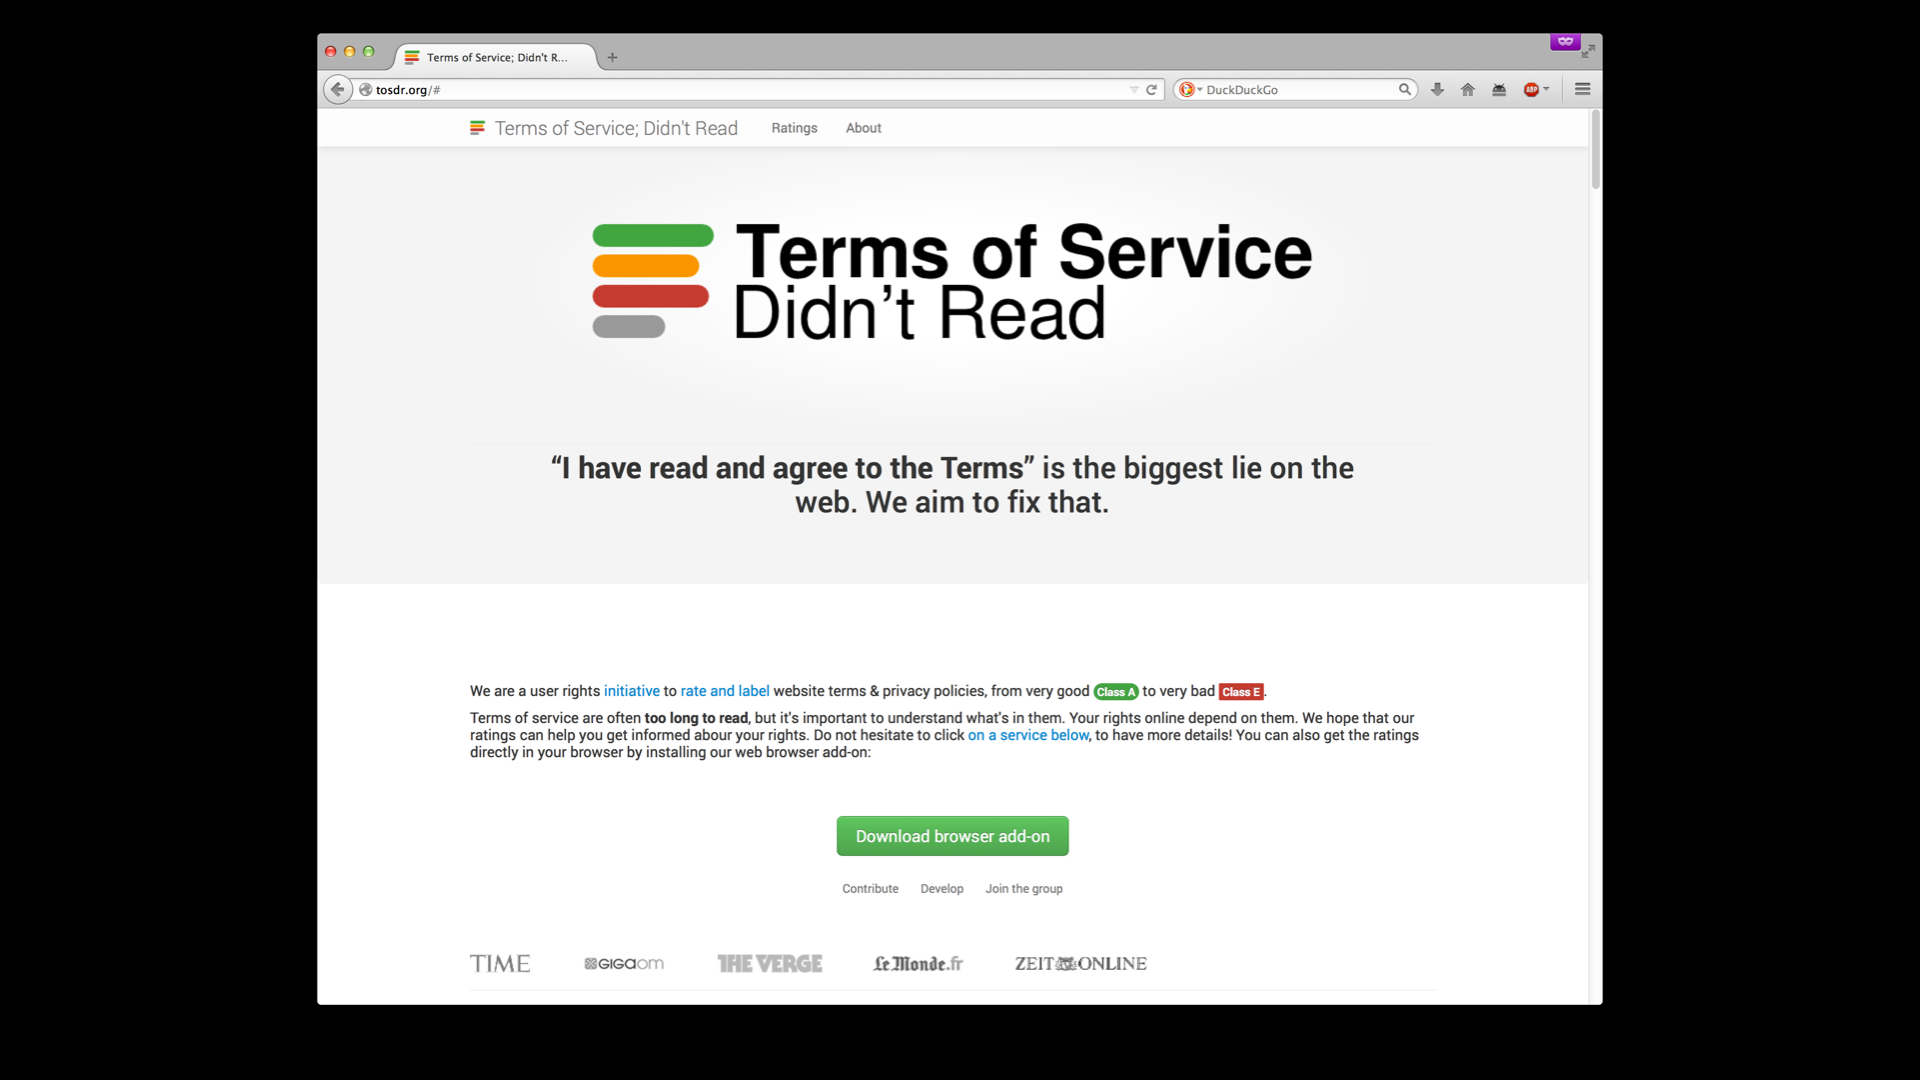 Terms of Service; Didn't R...
tosdr.org/#
DuckDuckGo
ABP
Terms of Service; Didn't Read
Ratings
About
Terms of Service
Didn’t Read
“I have read and agree to the Terms” is the biggest lie on the
web. We aim to fix that.
We are a user rights initiative to rate and label website terms & privacy policies, from very good Class A to very bad Class E.
Terms of service are often too long to read, but it's important to understand what's in them. Your rights online depend on them. We hope that our
ratings can help you get informed abour your rights. Do not hesitate to click on a service below, to have more details! You can also get the ratings
directly in your browser by installing our web browser add-on:
Download browser add-on
Contribute
Develop
Join the group
TIME
GIGAOM
THE VERGE
Le Monde.fr
ZEIT ONLINE